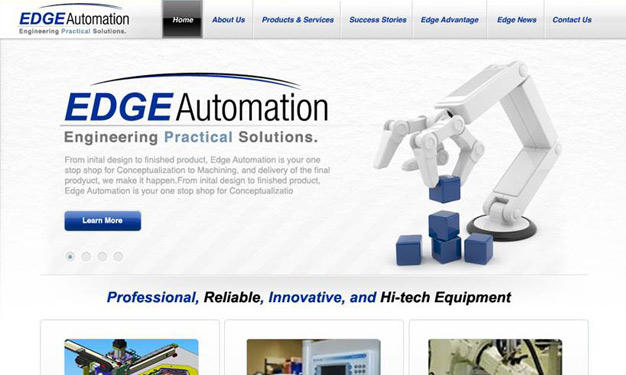 EDGE Automation
Engineering Practical Solutions.
Home
About Us
Products & Services
Success Stories
Edge Advantage
Edge News
Contact Us
EDGE Automation
Engineering Practical Solutions.
From inital design to finished product, Edge Automation is your one
stop shop for Conceptualization to Machining, and delivery of the final
prodyuct, we make it happen.From inital design to finished product,
Edge Automation is your one stop shop for Conceptualizatio
Learn More
Professional, Reliable, Innovative, and Hi-tech Equipment